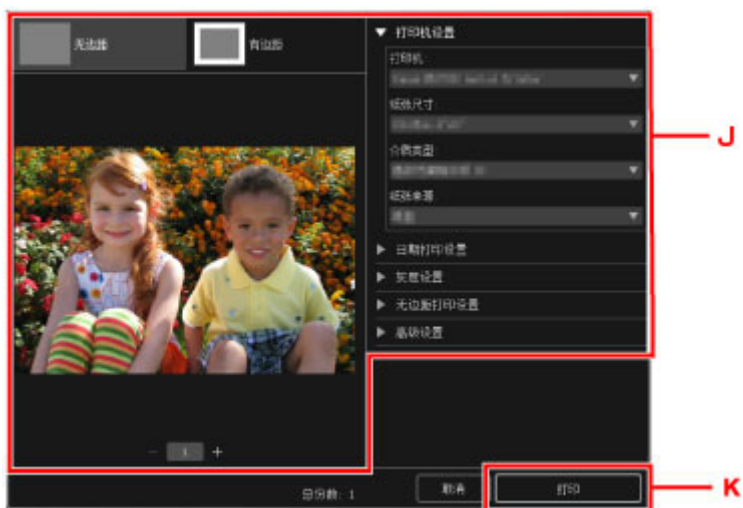 无边距
有边距
打印机设置
打印机
纸张尺寸
介质类型
纸张来源
日期打印设置
灰度设置
无边距打印设置
高级设置
J
1
总份数: 1
取消
打印
K